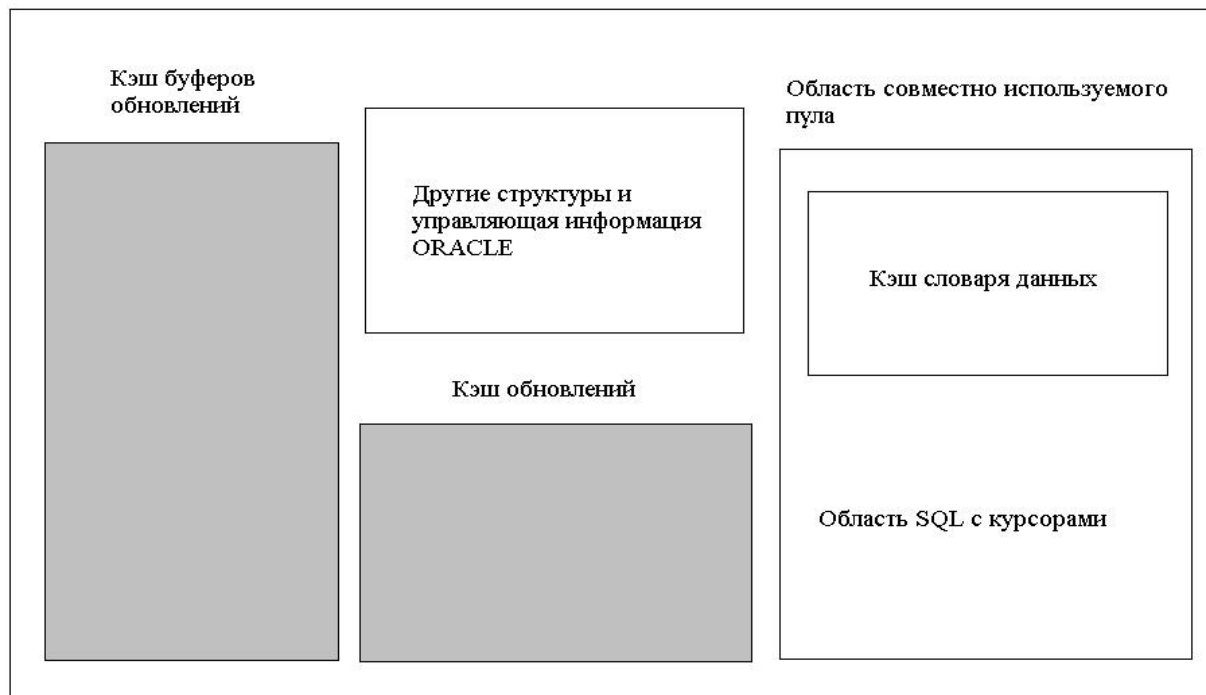 Кэш буферов
обновлений
Другие структуры и
управляющая информация
ORACLE
Кэш обновлений
Область совместно используемого
пула
Кэш словаря данных
Область SQL с курсорами